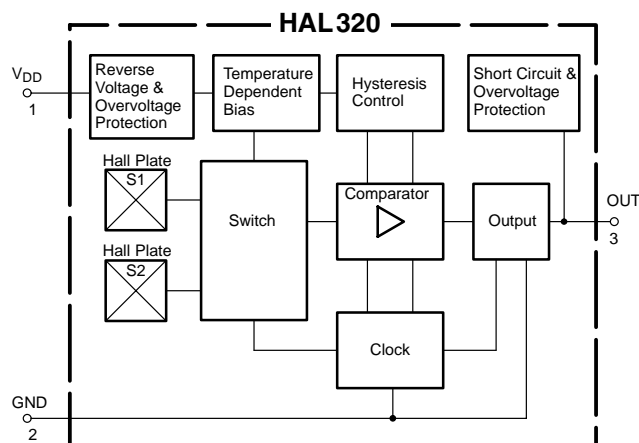 HAL 320
VDD
1
Reverse
Voltage &
Overvoltage
Protection
Temperature
Dependent
Bias
Hysteresis
Control
Short Circuit &
Overvoltage
Protection
Hall Plate
S1
Switch
Comparator
Output
OUT
3
Hall Plate
S2
Clock
GND
2